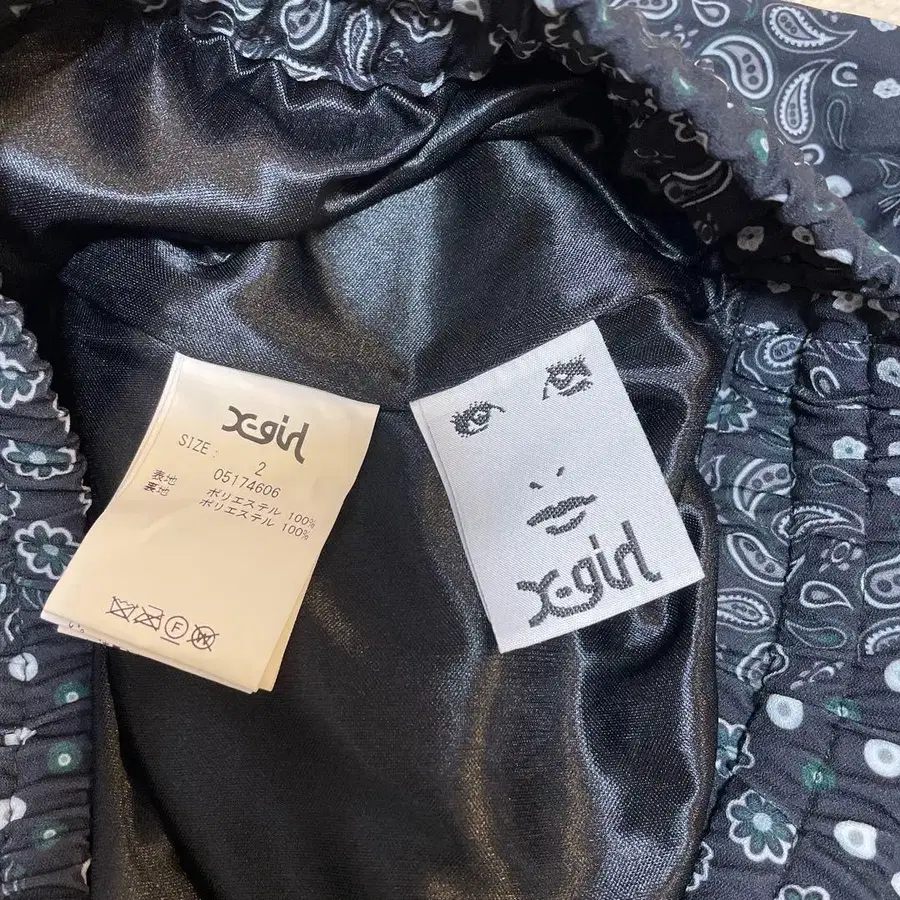 X-girl
SIZE: 2
05174606
表地 ポリエステル 100%
裏地 ポリエステル 100%
F
W
X-girl